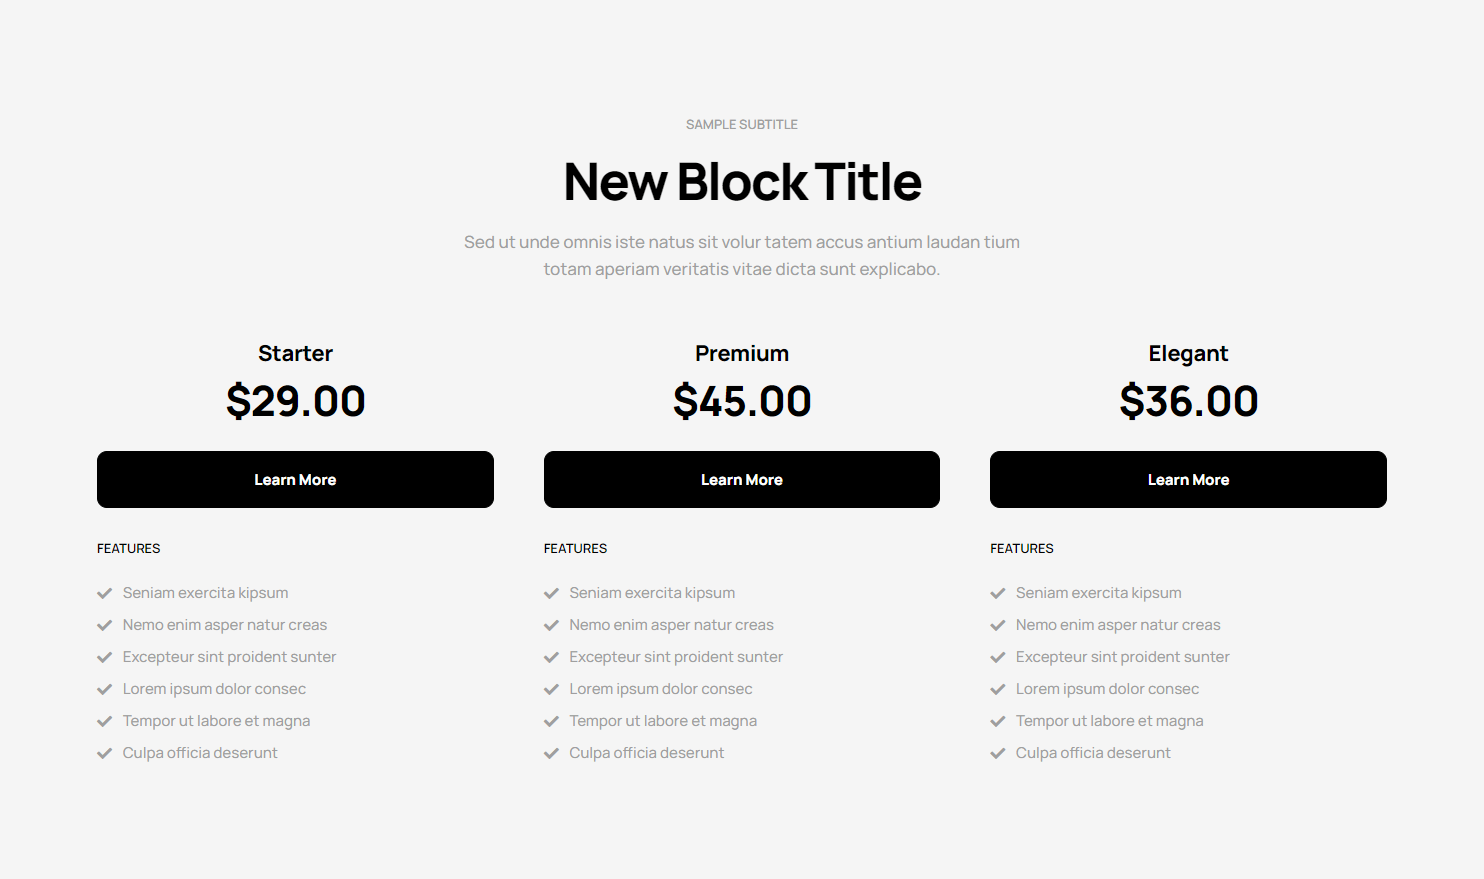 SAMPLE SUBTITLE
New Block Title
Sed ut unde omnis iste natus sit volur tatem accus antium laudan tium
totam aperiam veritatis vitae dicta sunt explicabo.
Starter
$29.00
Learn More
FEATURES
Seniam exercita kipsum
Nemo enim asper natur creas
Excepteur sint proident sunter
Lorem ipsum dolor consec
Tempor ut labore et magna
Culpa officia deserunt
Premium
$45.00
Learn More
FEATURES
Seniam exercita kipsum
Nemo enim asper natur creas
Excepteur sint proident sunter
Lorem ipsum dolor consec
Tempor ut labore et magna
Culpa officia deserunt
Elegant
$36.00
Learn More
FEATURES
Seniam exercita kipsum
Nemo enim asper natur creas
Excepteur sint proident sunter
Lorem ipsum dolor consec
Tempor ut labore et magna
Culpa officia deserunt